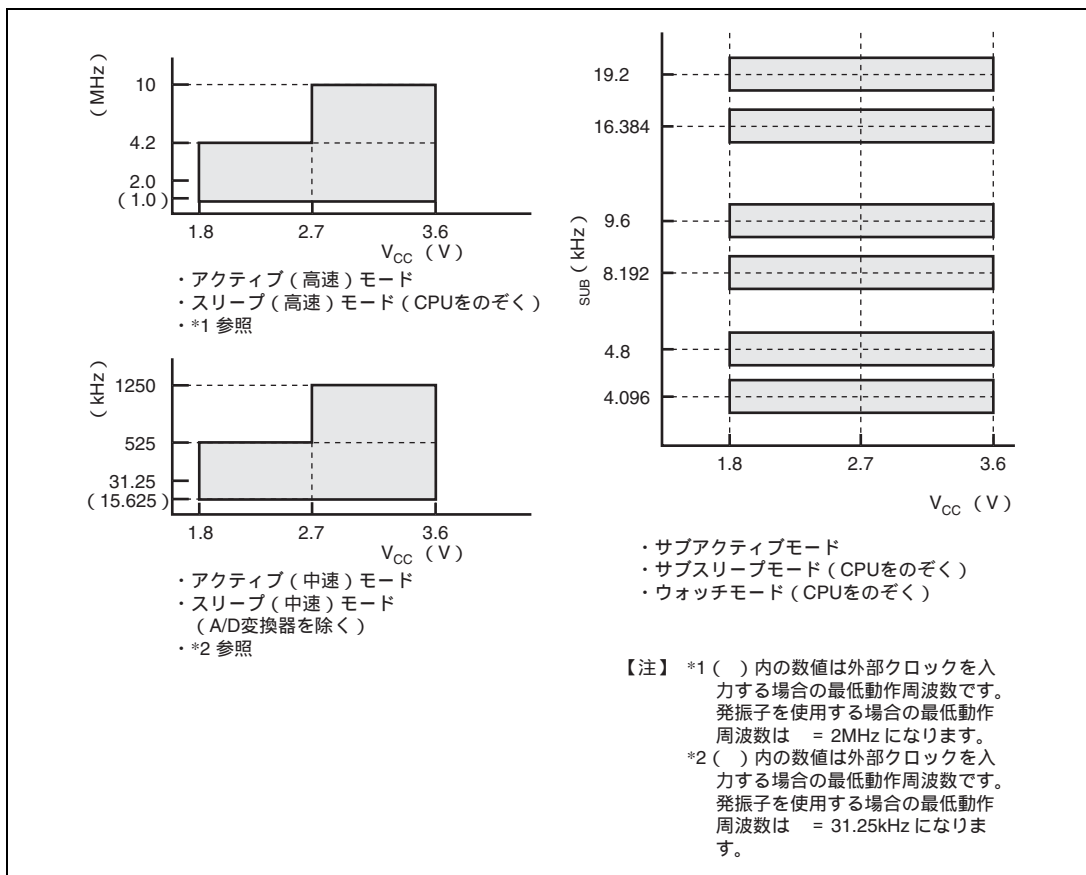 (MHz)
10
4.2
2.0
(1.0)
1.8
2.7
3.6
VCC (V)
・アクティブ(高速)モード
・スリープ(高速)モード(CPUをのぞく)
・*1 参照
(kHz)
1250
525
31.25
(15.625)
1.8
2.7
3.6
VCC (V)
・アクティブ(中速)モード
・スリープ(中速)モード
(A/D変換器を除く)
・*2 参照
SUB(kHz)
19.2
16.384
9.6
8.192
4.8
4.096
1.8
2.7
3.6
VCC (V)
・サブアクティブモード
・サブスリープモード(CPUをのぞく)
・ウォッチモード(CPUをのぞく)
【注】 *1( )内の数値は外部クロックを入
力する場合の最低動作周波数です。
発振子を使用する場合の最低動作
周波数は = 2MHz になります。
*2( )内の数値は外部クロックを入
力する場合の最低動作周波数です。
発振子を使用する場合の最低動作
周波数は = 31.25kHz になりま
す。